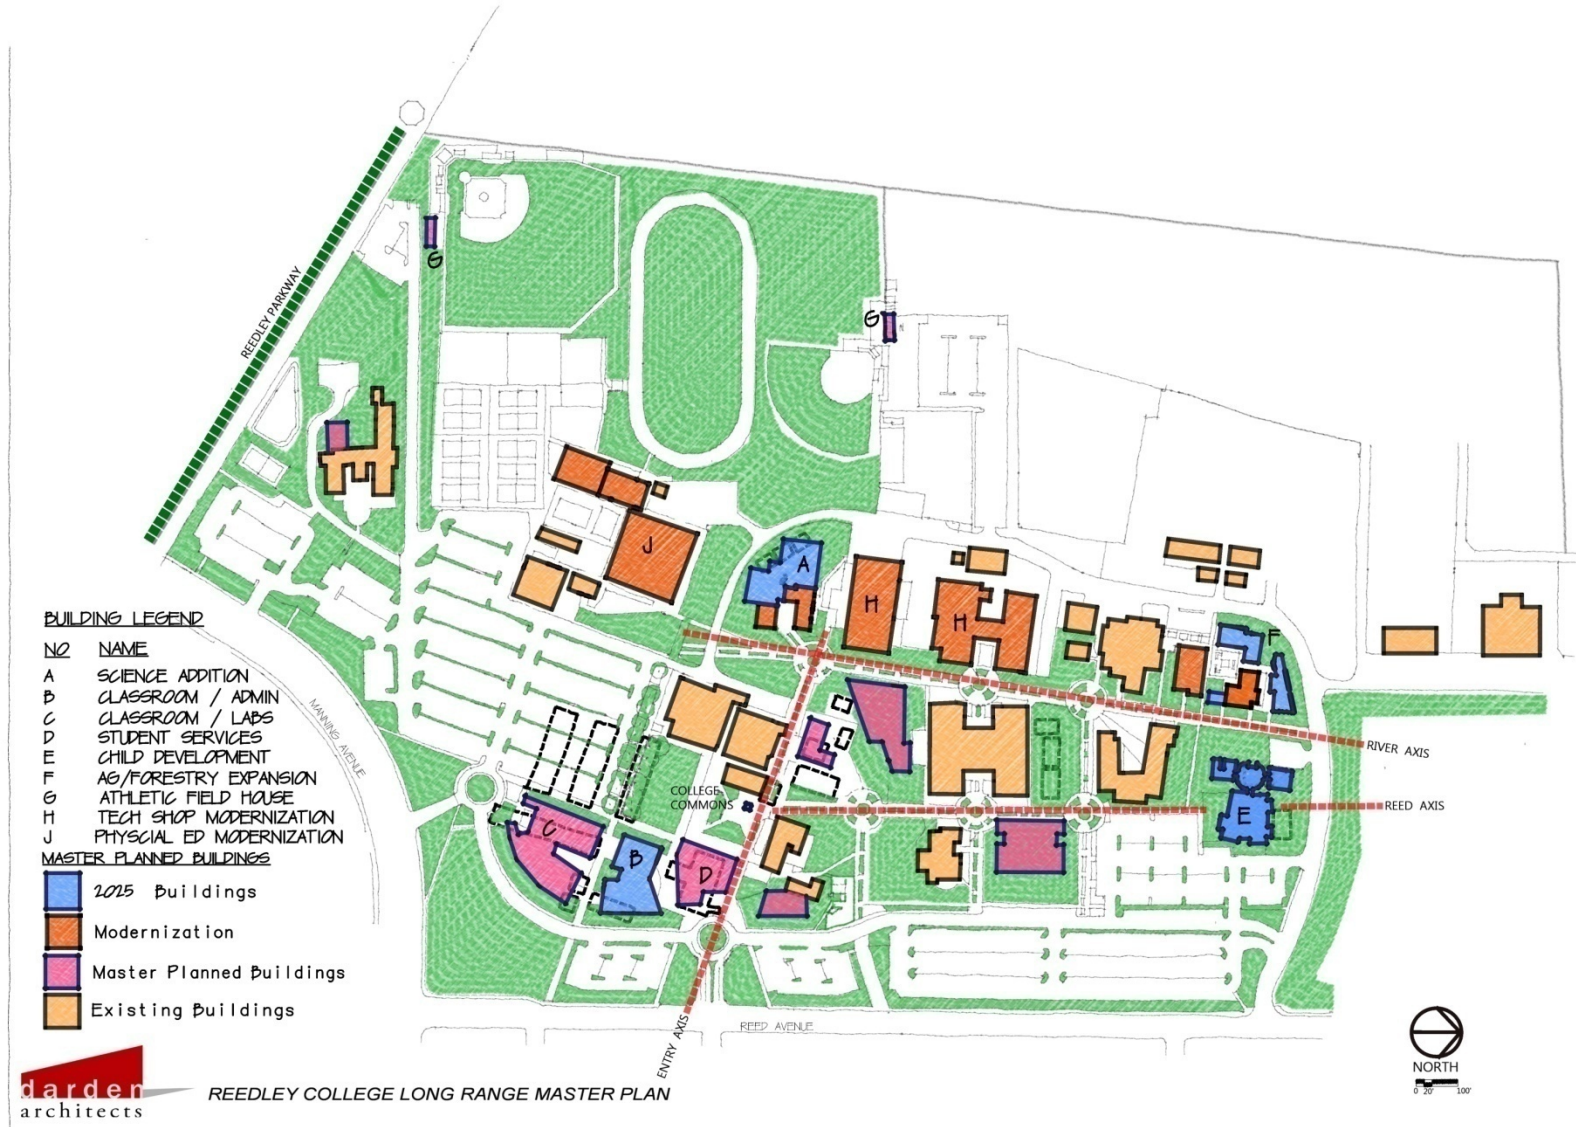 REEDLEY PARKWAY
G
G
J
A
H
H
F
BUILDING LEGEND
NO NAME
A SCIENCE ADDITION
B CLASSROOM / ADMIN
C CLASSROOM / LABS
D STUDENT SERVICES
E CHILD DEVELOPMENT
F AG/FORESTRY EXPANSION
G ATHLETIC FIELD HOUSE
H TECH SHOP MODERNIZATION
J PHYSCIAL ED MODERNIZATION
MASTER PLANNED BUILDINGS
2025 Buildings
Modernization
Master Planned Buildings
Existing Buildings
MANNING AVENUE
RIVER AXIS
COLLEGE
COMMONS
REED AXIS
E
C
B
D
ENTRY AXIS
REED AVENUE
NORTH
0 20' 100'
darden
architects
REEDLEY COLLEGE LONG RANGE MASTER PLAN